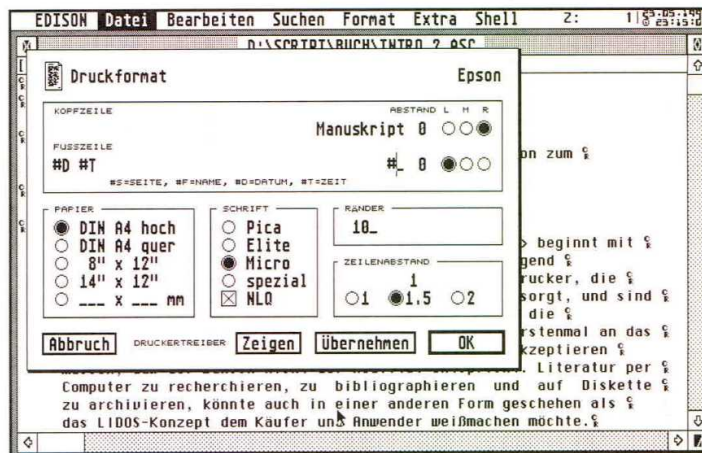 EDISON Datei Bearbeiten Suchen Format Extra Shell Z: 1
D:\SCRIPT\BUCH\INTRO_2.ASC
Druckformat Epson
KOPFZEILE ABSTAND L M R
Manuskript 0
FUSSZEILE
#D #T #_ 0
#S=SEITE, #F=NAME, #D=DATUM, #T=ZEIT
on zum
PAPIER SCHRIFT RÄNDER
DIN A4 hoch Pica 10_
DIN A4 quer Elite
beginnt mit
8" x 12" Micro ZEILENABSTAND
gend
14" x 12" spezial 1
rucker, die
___ x ___ mm NLQ 1 1.5 2
sorgt, und sind
die
Abbruch DRUCKERTREIBER Zeigen Übernehmen OK
rstenmal an das
kzeptieren
Literatur per
Computer zu recherchieren, zu bibliographieren und auf Diskette
zu archivieren, könnte auch in einer anderen Form geschehen als
das LIDOS-Konzept dem Käufer und Anwender weißmachen möchte.